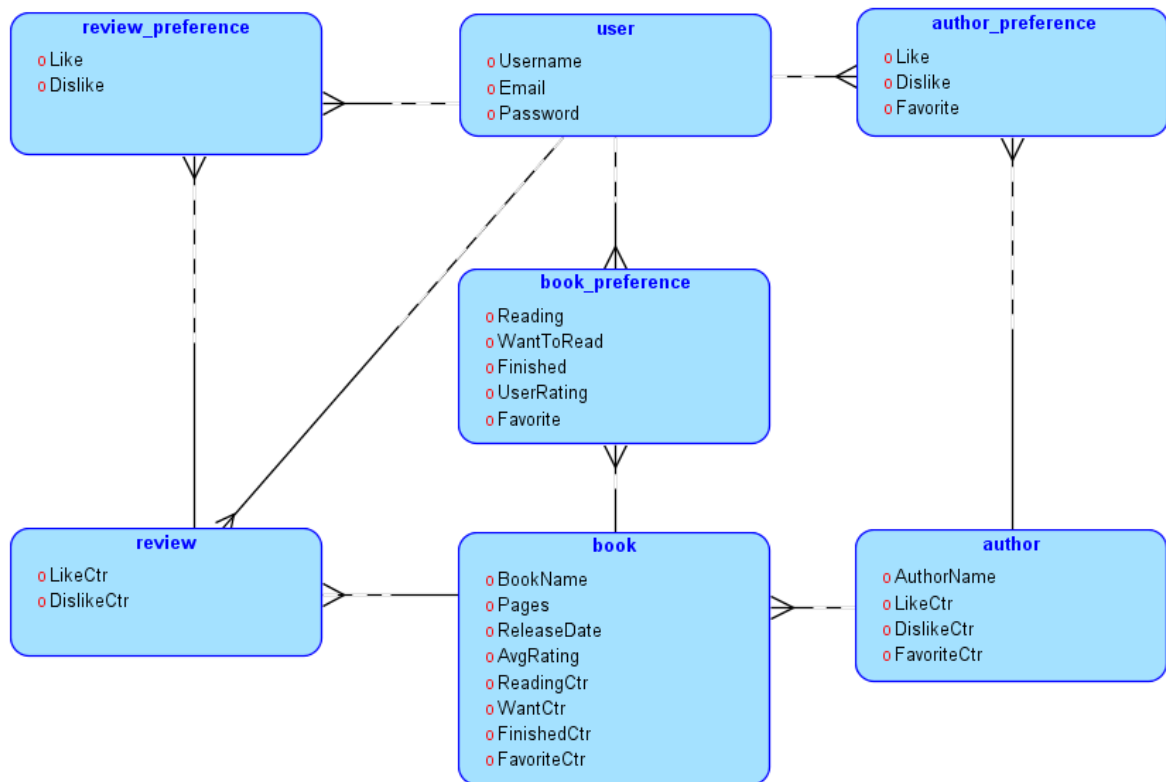 review_preference
Like
Dislike
user
Username
Email
Password
author_preference
Like
Dislike
Favorite
book_preference
Reading
WantToRead
Finished
UserRating
Favorite
review
LikeCtr
DislikeCtr
book
BookName
Pages
ReleaseDate
AvgRating
ReadingCtr
WantCtr
FinishedCtr
FavoriteCtr
author
AuthorName
LikeCtr
DislikeCtr
FavoriteCtr